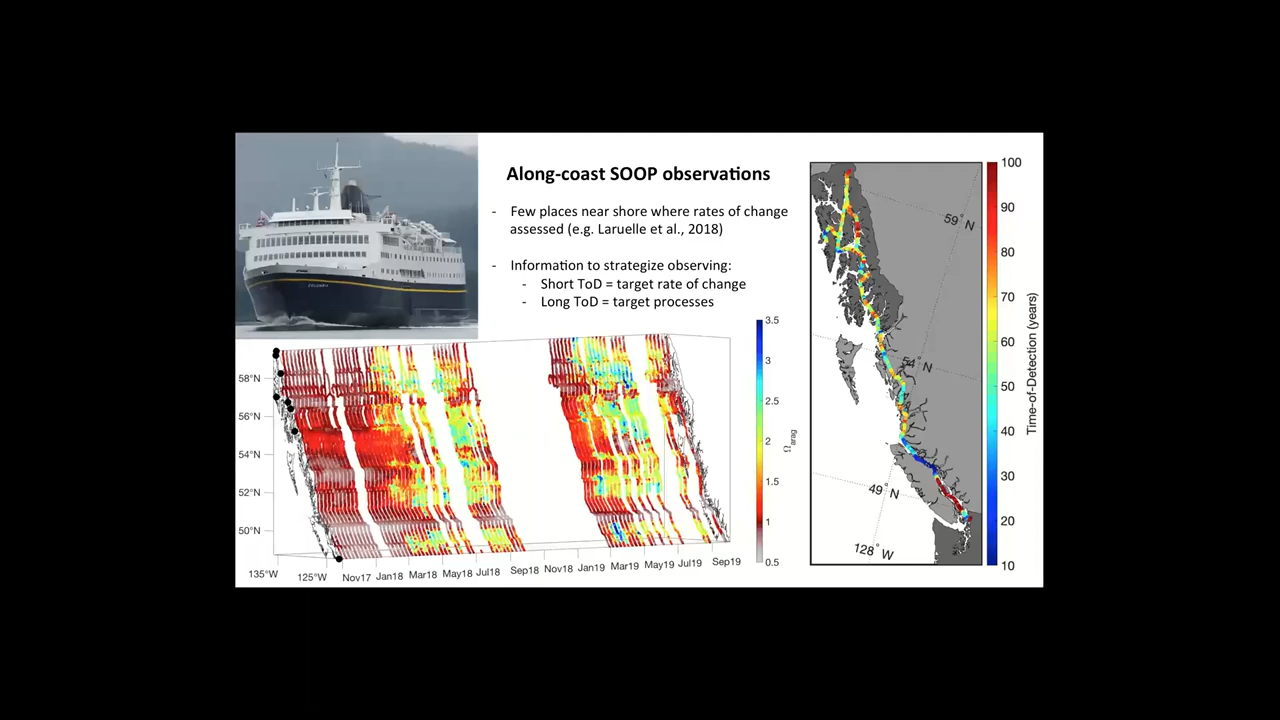 Along-coast SOOP observations
- Few places near shore where rates of change
assessed (e.g. Laruelle et al., 2018)
- Information to strategize observing:
- Short ToD = target rate of change
- Long ToD = target processes
58°N
56°N
54°N
52°N
50°N
135°W
125°W
Nov17 Jan18 Mar18 May18 Jul18 Sep18 Nov18 Jan19 Mar19 May19 Jul19 Sep19
3.5
3
2.5
2
1.5
1
0.5
Ωarag
59° N
54° N
49° N
128° W
100
90
80
70
60
50
40
30
20
10
Time-of-Detection (years)